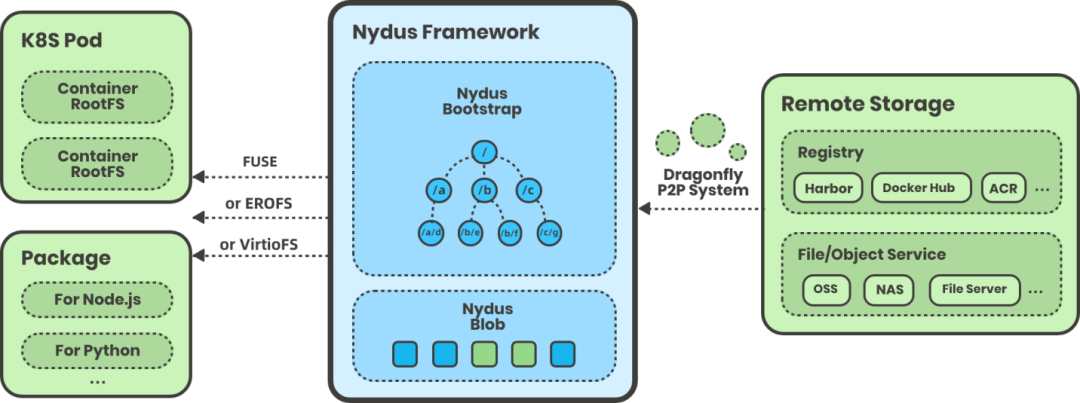 K8S Pod
Container
RootFS
Container
RootFS
Package
For Node.js
For Python
...
FUSE
or EROFS
or VirtioFS
Nydus Framework
Nydus
Bootstrap
/
/a
/b
/c
/a/d
/b/e
/b/f
/c/g
Nydus
Blob
Dragonfly
P2P System
Remote Storage
Registry
Harbor
Docker Hub
ACR
...
File/Object Service
OSS
NAS
File Server
...